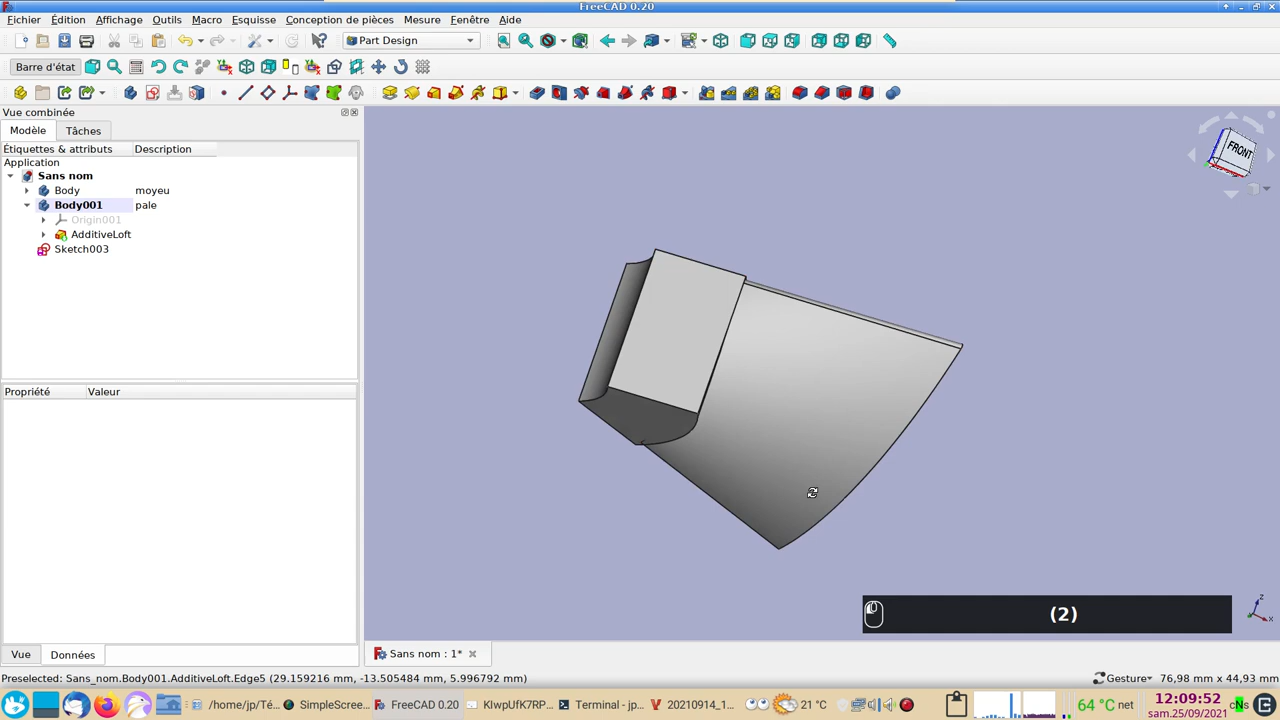 FreeCAD 0.20
Fichier Édition Affichage Outils Macro Esquisse Conception de pièces Mesure Fenêtre Aide
Part Design
Barre d'état
Vue combinée
Modèle Tâches
Étiquettes & attributs Description
Application
Sans nom
Body moyeu
Body001 pale
Origin001
AdditiveLoft
Sketch003
FRONT
Propriété Valeur
(2)
z
x
Vue Données
Sans nom : 1*
Preselected: Sans_nom.Body001.AdditiveLoft.Edge5 (29.159216 mm, -13.505484 mm, 5.996792 mm)
Gesture 76,98 mm x 44,93 mm
/home/jp/Té... SimpleScree... FreeCAD 0.20 KIwpUfK7RP... Terminal - jp... 20210914_1... 21 °C
64 °C net
12:09:52
sam.25/09/2021
cNs